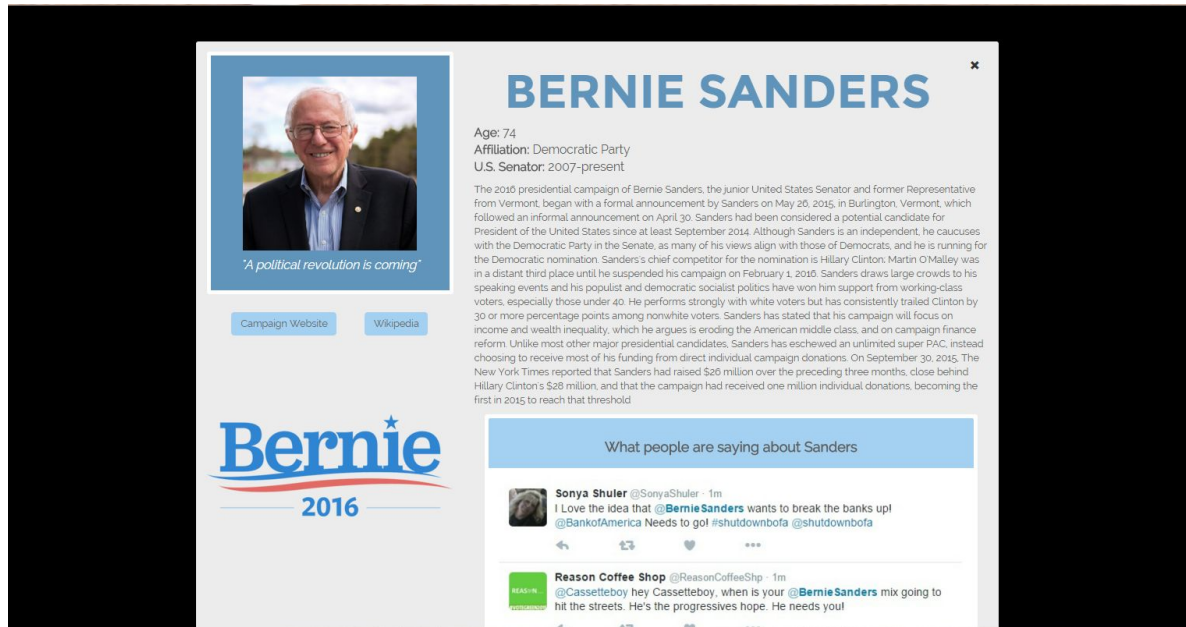 BERNIE SANDERS
Age: 74
Affiliation: Democratic Party
U.S. Senator: 2007-present
The 2016 presidential campaign of Bernie Sanders, the junior United States Senator and former Representative
from Vermont, began with a formal announcement by Sanders on May 26, 2015, in Burlington, Vermont, which
followed an informal announcement on April 30. Sanders had been considered a potential candidate for
President of the United States since at least September 2014. Although Sanders is an independent, he caucuses
with the Democratic Party in the Senate, as many of his views align with those of Democrats, and he is running for
the Democratic nomination. Sanders's chief competitor for the nomination is Hillary Clinton; Martin O'Malley was
in a distant third place until he suspended his campaign on February 1, 2016. Sanders draws large crowds to his
speaking events and his populist and democratic socialist politics have won him support from working-class
voters, especially those under 40. He performs strongly with white voters but has consistently trailed Clinton by
30 or more percentage points among nonwhite voters. Sanders has stated that his campaign will focus on
income and wealth inequality, which he argues is eroding the American middle class, and on campaign finance
reform. Unlike most other major presidential candidates, Sanders has eschewed an unlimited super PAC, instead
choosing to receive most of his funding from direct individual campaign donations. On September 30, 2015, The
New York Times reported that Sanders had raised $26 million over the preceding three months, close behind
Hillary Clinton's $28 million, and that the campaign had received one million individual donations, becoming the
first in 2015 to reach that threshold
"A political revolution is coming"
Campaign Website
Wikipedia
Bernie
2016
What people are saying about Sanders
Sonya Shuler @SonyaShuler · 1m
I Love the idea that @BernieSanders wants to break the banks up!
@BankofAmerica Needs to go! #shutdownbofa @shutdownbofa
REASON...
Reason Coffee Shop @ReasonCoffeeShp · 1m
@Cassetteboy hey Cassetteboy, when is your @BernieSanders mix going to
hit the streets. He's the progressives hope. He needs you!